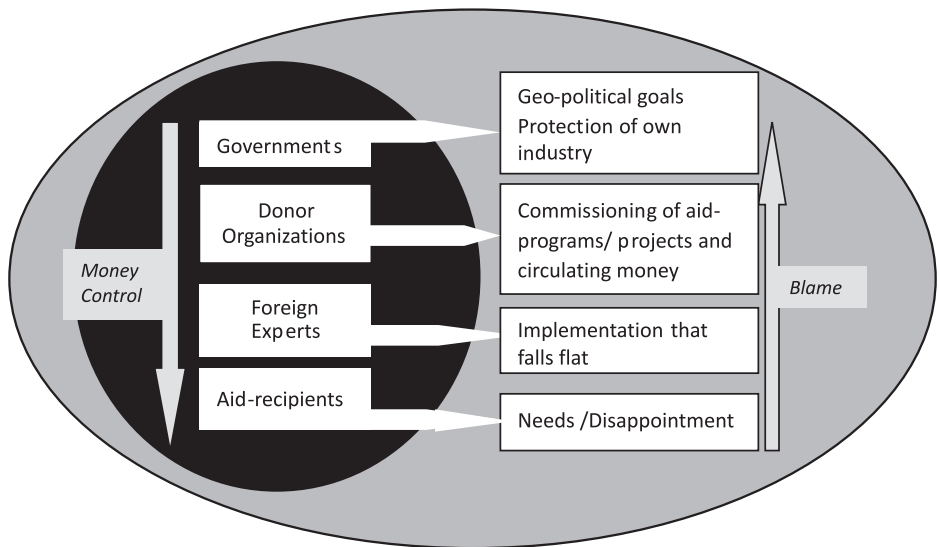 Governments
Donor
Organizations
Foreign
Experts
Aid-recipients
Money
Control
Geo-political goals
Protection of own
industry
Commissioning of aid-
programs/ projects and
circulating money
Implementation that
falls flat
Needs /Disappointment
Blame